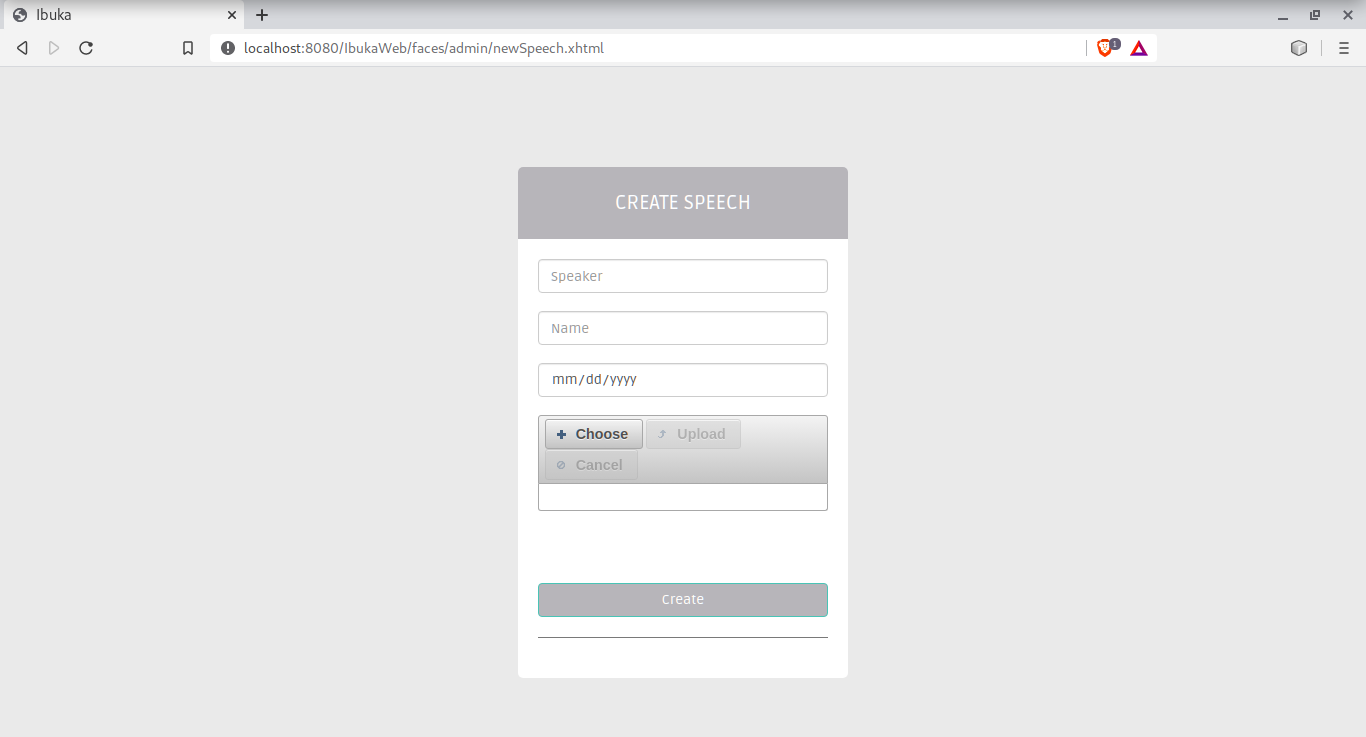 Ibuka
localhost:8080/IbukaWeb/faces/admin/newSpeech.xhtml
1
CREATE SPEECH
Speaker
Name
mm/dd/yyyy
Choose Upload
Cancel
Create